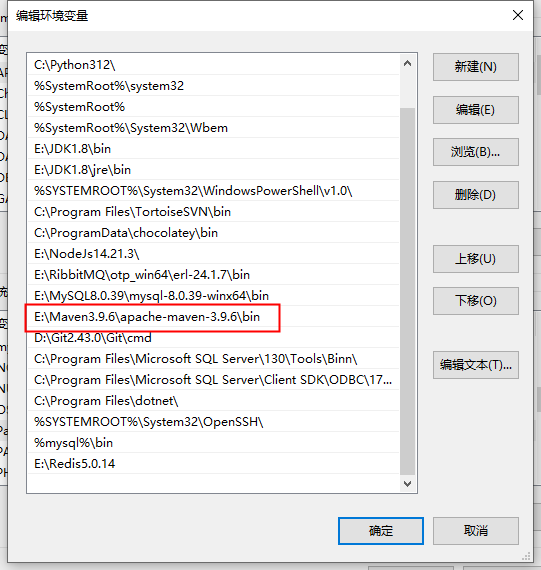 编辑环境变量
C:\Python312\
%SystemRoot%\system32
%SystemRoot%
%SystemRoot%\System32\Wbem
E:\JDK1.8\bin
E:\JDK1.8\jre\bin
%SYSTEMROOT%\System32\WindowsPowerShell\v1.0\
C:\Program Files\TortoiseSVN\bin
C:\ProgramData\chocolatey\bin
E:\NodeJs14.21.3\
E:\RibbitMQ\otp_win64\erl-24.1.7\bin
E:\MySQL8.0.39\mysql-8.0.39-winx64\bin
E:\Maven3.9.6\apache-maven-3.9.6\bin
D:\Git2.43.0\Git\cmd
C:\Program Files\Microsoft SQL Server\130\Tools\Binn\
C:\Program Files\Microsoft SQL Server\Client SDK\ODBC\17...
C:\Program Files\dotnet\
%SYSTEMROOT%\System32\OpenSSH\
%mysql%\bin
E:\Redis5.0.14
新建(N)
编辑(E)
浏览(B)...
删除(D)
上移(U)
下移(O)
编辑文本(T)...
确定
取消